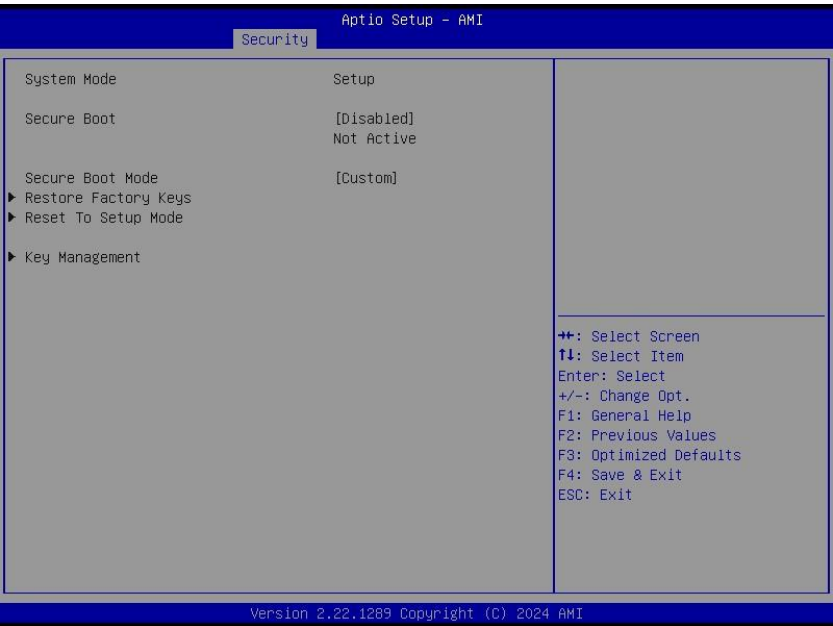 Aptio Setup - AMI
Security
System Mode Setup
Secure Boot [Disabled]
Not Active
Secure Boot Mode [Custom]
▶ Restore Factory Keys
▶ Reset To Setup Mode
▶ Key Management
→←: Select Screen
↑↓: Select Item
Enter: Select
+/-: Change Opt.
F1: General Help
F2: Previous Values
F3: Optimized Defaults
F4: Save & Exit
ESC: Exit
Version 2.22.1289 Copyright (C) 2024 AMI